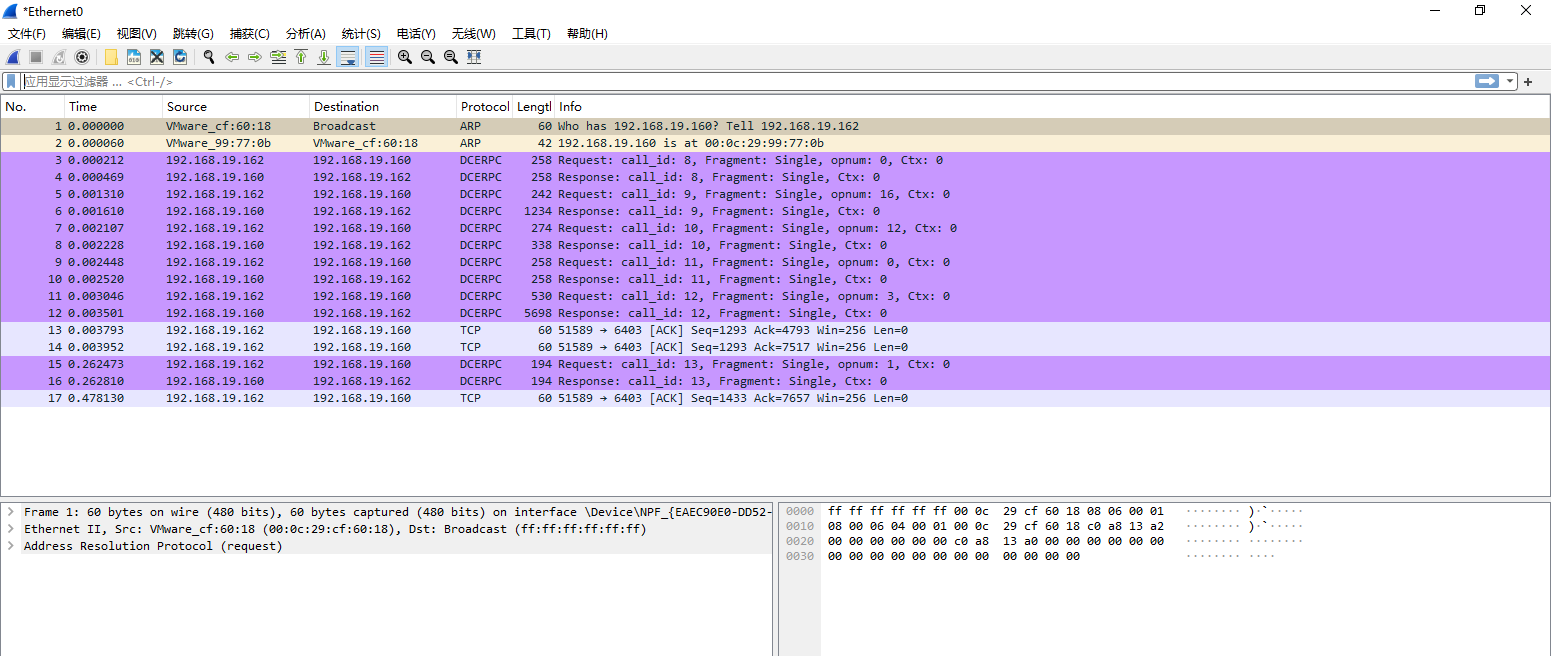 *Ethernet0
文件(F) 编辑(E) 视图(V) 跳转(G) 捕获(C) 分析(A) 统计(S) 电话(Y) 无线(W) 工具(T) 帮助(H)
应用显示过滤器 … <Ctrl-/>
No. Time Source Destination Protocol Lengtl Info
1 0.000000 VMware_cf:60:18 Broadcast ARP 60 Who has 192.168.19.160? Tell 192.168.19.162
2 0.000060 VMware_99:77:0b VMware_cf:60:18 ARP 42 192.168.19.160 is at 00:0c:29:99:77:0b
3 0.000212 192.168.19.162 192.168.19.160 DCERPC 258 Request: call_id: 8, Fragment: Single, opnum: 0, Ctx: 0
4 0.000469 192.168.19.160 192.168.19.162 DCERPC 258 Response: call_id: 8, Fragment: Single, Ctx: 0
5 0.001310 192.168.19.162 192.168.19.160 DCERPC 242 Request: call_id: 9, Fragment: Single, opnum: 16, Ctx: 0
6 0.001610 192.168.19.160 192.168.19.162 DCERPC 1234 Response: call_id: 9, Fragment: Single, Ctx: 0
7 0.002107 192.168.19.162 192.168.19.160 DCERPC 274 Request: call_id: 10, Fragment: Single, opnum: 12, Ctx: 0
8 0.002228 192.168.19.160 192.168.19.162 DCERPC 338 Response: call_id: 10, Fragment: Single, Ctx: 0
9 0.002448 192.168.19.162 192.168.19.160 DCERPC 258 Request: call_id: 11, Fragment: Single, opnum: 0, Ctx: 0
10 0.002520 192.168.19.160 192.168.19.162 DCERPC 258 Response: call_id: 11, Fragment: Single, Ctx: 0
11 0.003046 192.168.19.162 192.168.19.160 DCERPC 530 Request: call_id: 12, Fragment: Single, opnum: 3, Ctx: 0
12 0.003501 192.168.19.160 192.168.19.162 DCERPC 5698 Response: call_id: 12, Fragment: Single, Ctx: 0
13 0.003793 192.168.19.162 192.168.19.160 TCP 60 51589 → 6403 [ACK] Seq=1293 Ack=4793 Win=256 Len=0
14 0.003952 192.168.19.162 192.168.19.160 TCP 60 51589 → 6403 [ACK] Seq=1293 Ack=7517 Win=256 Len=0
15 0.262473 192.168.19.162 192.168.19.160 DCERPC 194 Request: call_id: 13, Fragment: Single, opnum: 1, Ctx: 0
16 0.262810 192.168.19.160 192.168.19.162 DCERPC 194 Response: call_id: 13, Fragment: Single, Ctx: 0
17 0.478130 192.168.19.162 192.168.19.160 TCP 60 51589 → 6403 [ACK] Seq=1433 Ack=7657 Win=256 Len=0
Frame 1: 60 bytes on wire (480 bits), 60 bytes captured (480 bits) on interface \Device\NPF_{EAEC90E0-DD52-
Ethernet II, Src: VMware_cf:60:18 (00:0c:29:cf:60:18), Dst: Broadcast (ff:ff:ff:ff:ff:ff)
Address Resolution Protocol (request)
0000 ff ff ff ff ff ff 00 0c 29 cf 60 18 08 06 00 01 ········ )·`·····
0010 08 00 06 04 00 01 00 0c 29 cf 60 18 c0 a8 13 a2 ········ )·`·····
0020 00 00 00 00 00 00 c0 a8 13 a0 00 00 00 00 00 00 ········ ········
0030 00 00 00 00 00 00 00 00 00 00 00 00 ········ ····